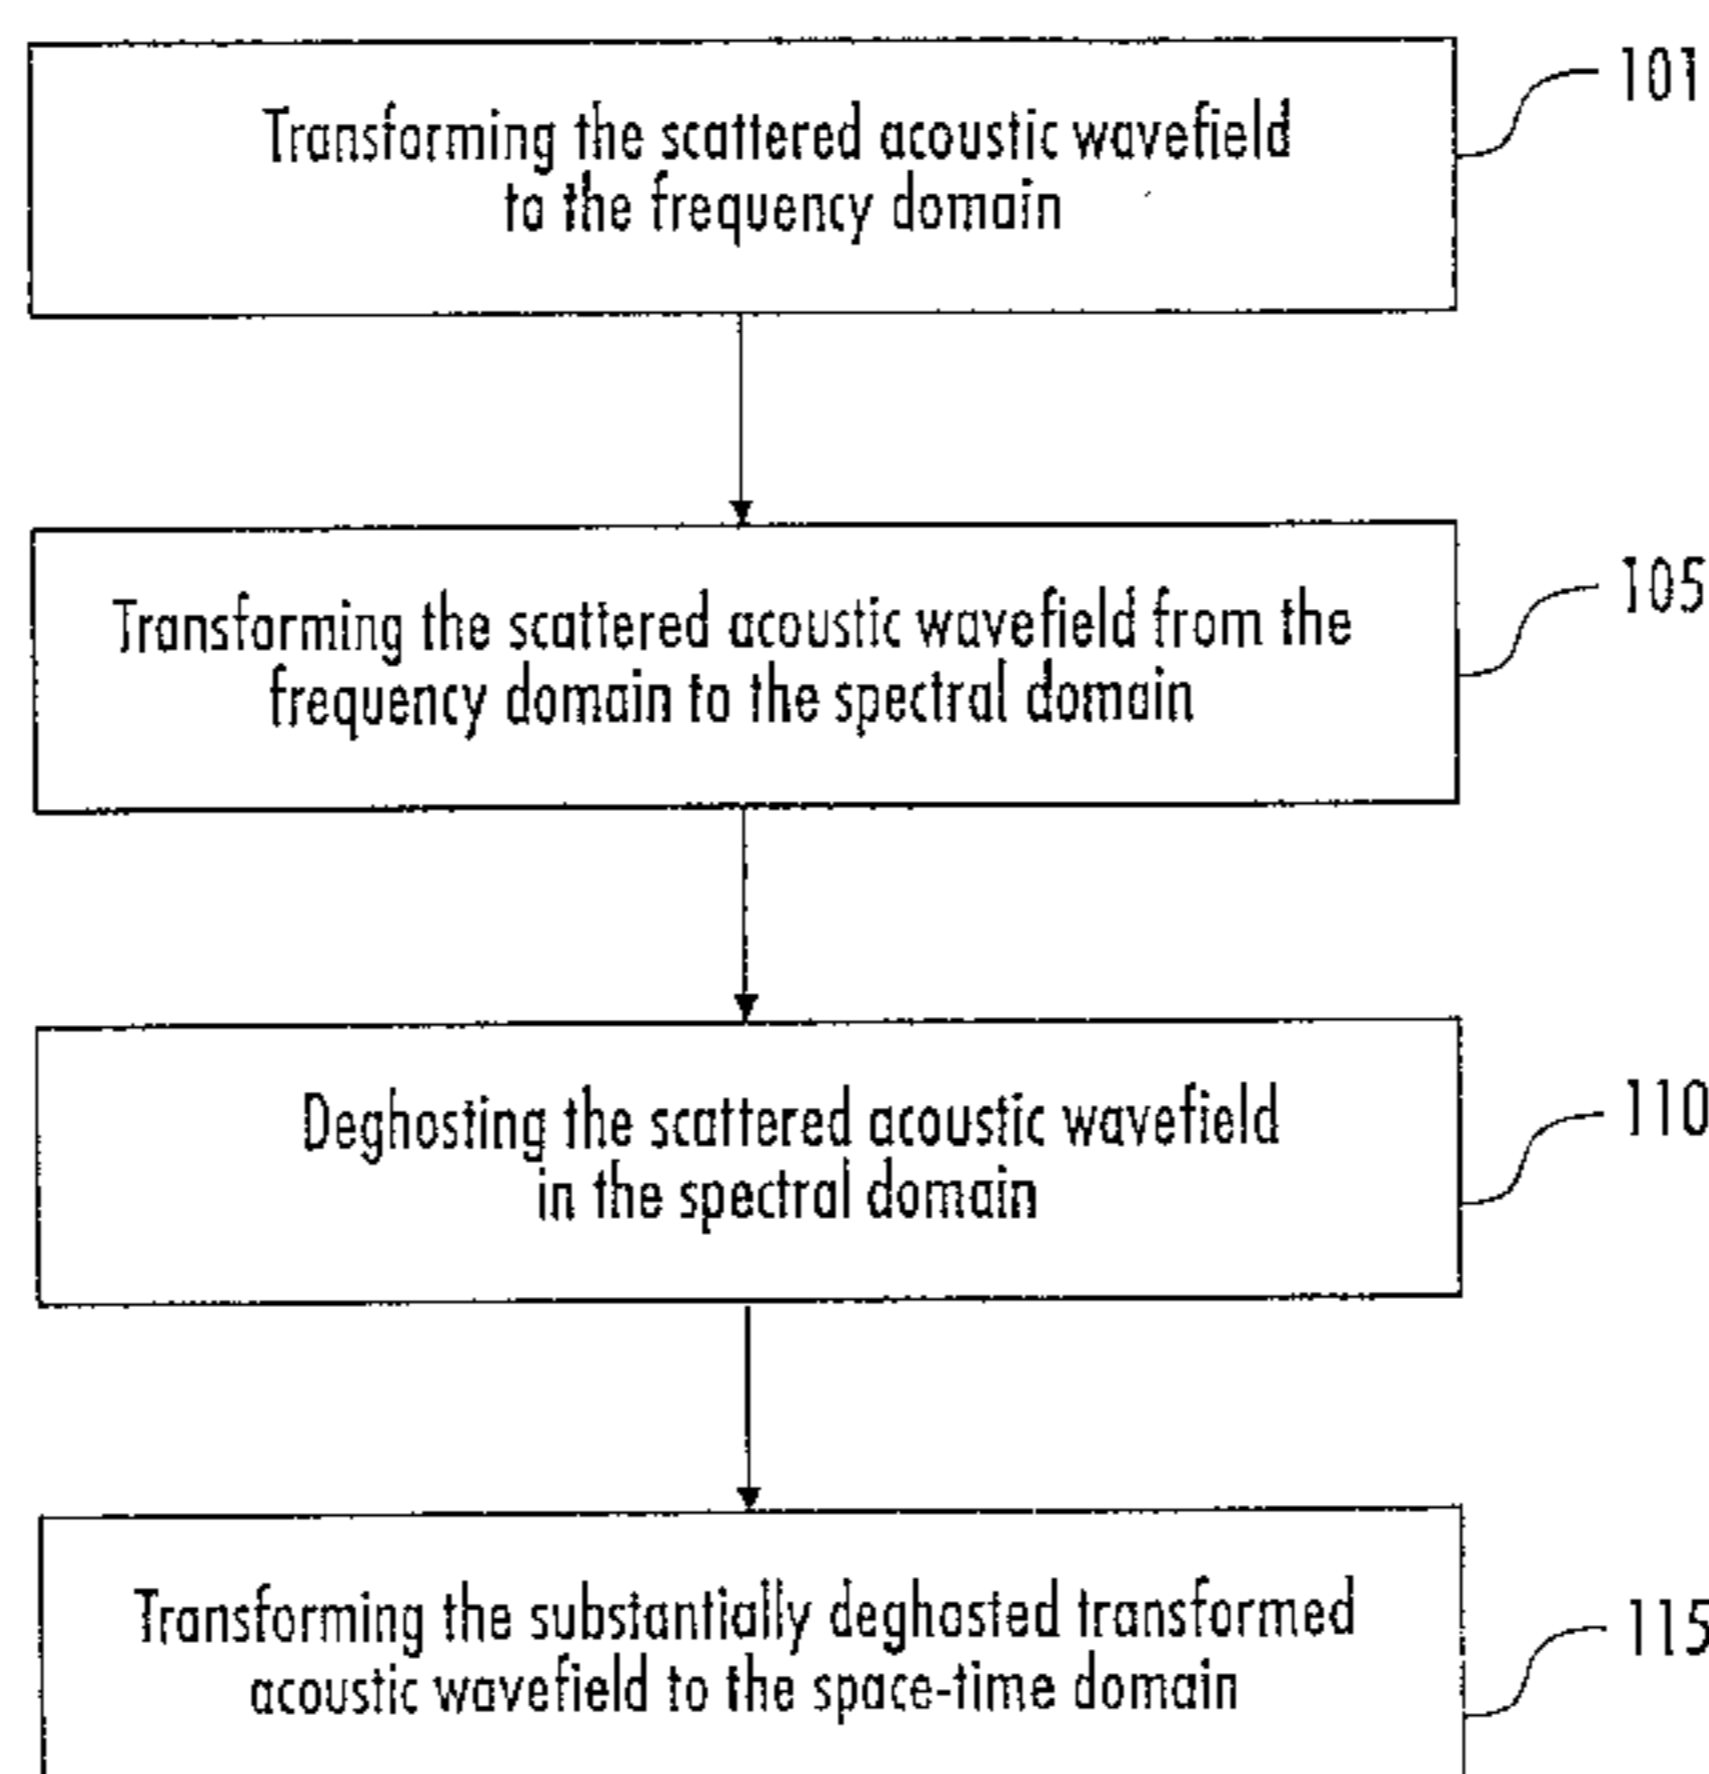 Transforming the scattered acoustic wavefield
to the frequency domain
101
Transforming the scattered acoustic wavefield from the
frequency domain to the spectral domain
105
Deghosting the scattered acoustic wavefield
in the spectral domain
110
Transforming the substantially deghosted transformed
acoustic wavefield to the space-time domain
115